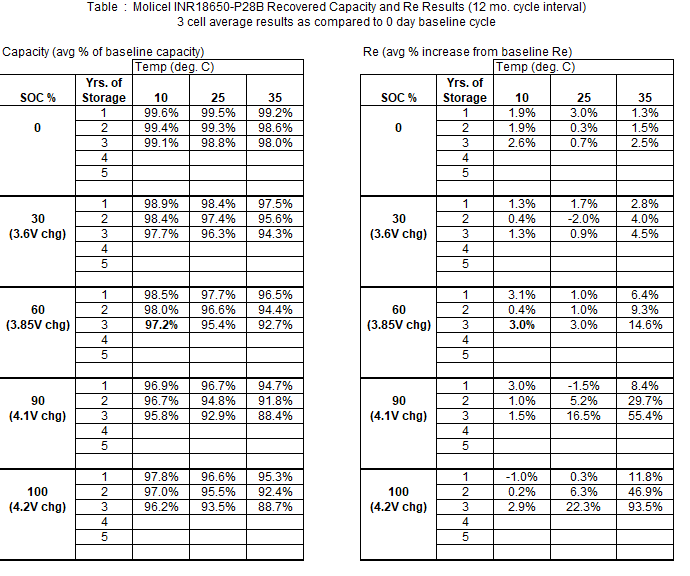 Table : Molicel INR18650-P28B Recovered Capacity and Re Results (12 mo. cycle interval)
3 cell average results as compared to 0 day baseline cycle
Capacity (avg % of baseline capacity) Re (avg % increase from baseline Re)
Temp (deg. C) Temp (deg. C)
Yrs. of Yrs. of
SOC % Storage 10 25 35 SOC % Storage 10 25 35
1 99.6% 99.5% 99.2% 1 1.9% 3.0% 1.3%
0 2 99.4% 99.3% 98.6% 0 2 1.9% 0.3% 1.5%
3 99.1% 98.8% 98.0% 3 2.6% 0.7% 2.5%
4 4
5 5
1 98.9% 98.4% 97.5% 1 1.3% 1.7% 2.8%
30 2 98.4% 97.4% 95.6% 30 2 0.4% -2.0% 4.0%
(3.6V chg) 3 97.7% 96.3% 94.3% (3.6V chg) 3 1.3% 0.9% 4.5%
4 4
5 5
1 98.5% 97.7% 96.5% 1 3.1% 1.0% 6.4%
60 2 98.0% 96.6% 94.4% 60 2 0.4% 1.0% 9.3%
(3.85V chg) 3 97.2% 95.4% 92.7% (3.85V chg) 3 3.0% 3.0% 14.6%
4 4
5 5
1 96.9% 96.7% 94.7% 1 3.0% -1.5% 8.4%
90 2 96.7% 94.8% 91.8% 90 2 1.0% 5.2% 29.7%
(4.1V chg) 3 95.8% 92.9% 88.4% (4.1V chg) 3 1.5% 16.5% 55.4%
4 4
5 5
1 97.8% 96.6% 95.3% 1 -1.0% 0.3% 11.8%
100 2 97.0% 95.5% 92.4% 100 2 0.2% 6.3% 46.9%
(4.2V chg) 3 96.2% 93.5% 88.7% (4.2V chg) 3 2.9% 22.3% 93.5%
4 4
5 5